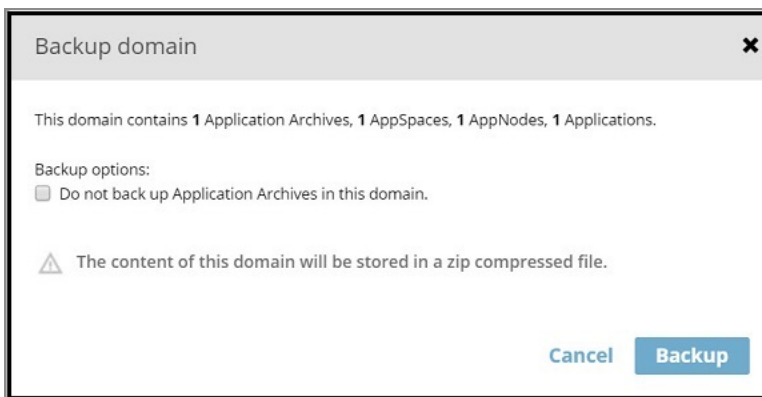 Backup domain
This domain contains 1 Application Archives, 1 AppSpaces, 1 AppNodes, 1 Applications.
Backup options:
Do not back up Application Archives in this domain.
The content of this domain will be stored in a zip compressed file.
Cancel Backup